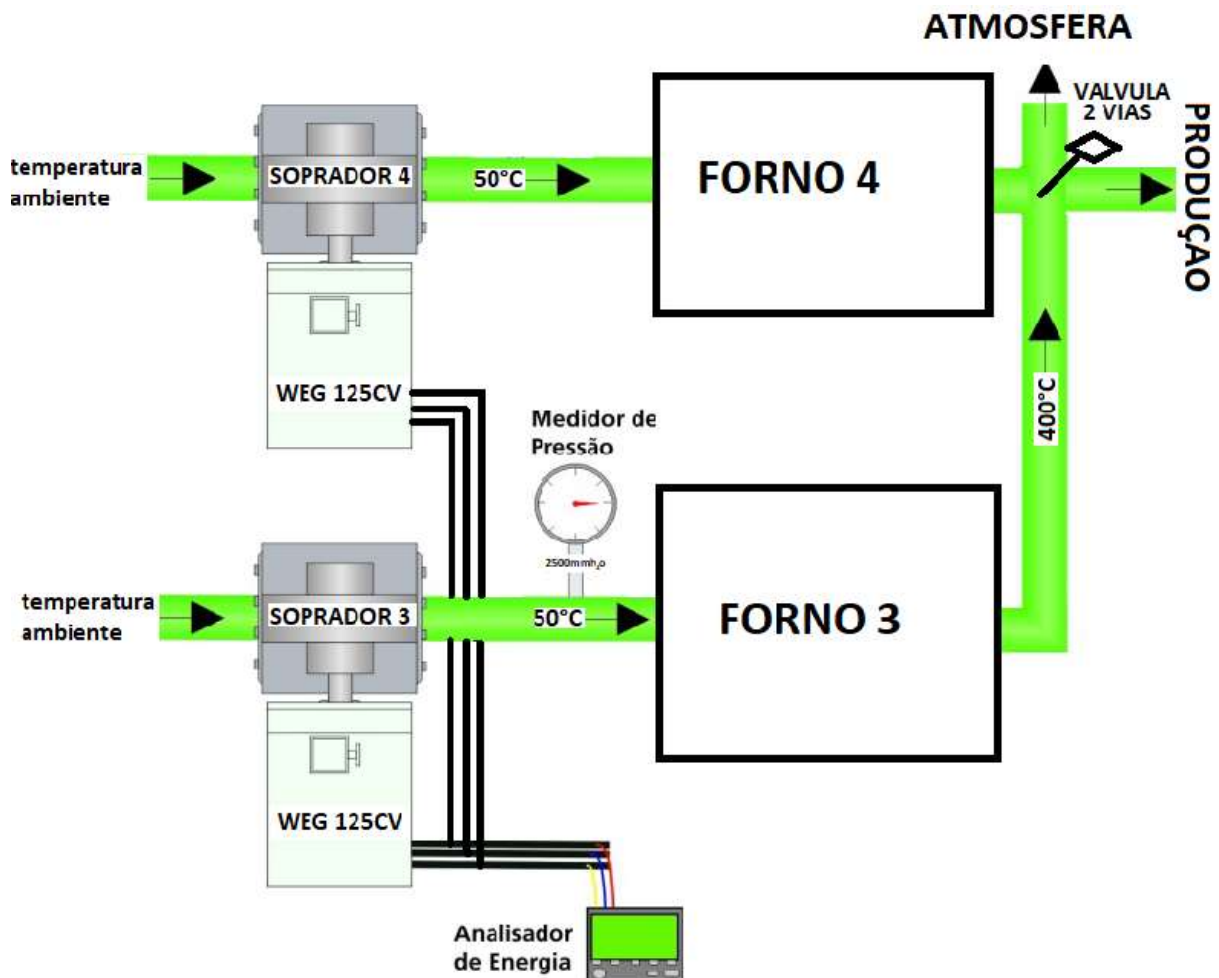 ATMOSFERA
VALVULA
2 VIAS
PRODUÇAO
temperatura
ambiente
SOPRADOR 4
50°C
FORNO 4
WEG 125CV
400°C
Medidor de
Pressão
2500mmh₂o
temperatura
ambiente
SOPRADOR 3
50°C
FORNO 3
WEG 125CV
Analisador
de Energia